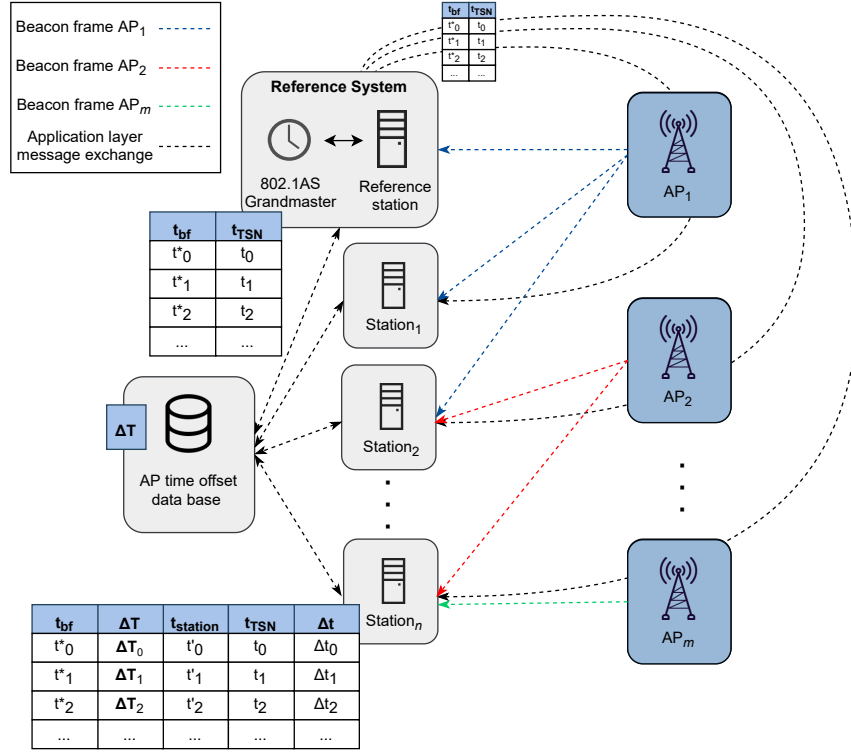 Beacon frame AP1
Beacon frame AP2
Beacon frame APm
Application layer
message exchange
tbf tTSN
t*0 t0
t*1 t1
t*2 t2
... ...
Reference System
802.1AS
Grandmaster
Reference
station
AP1
tbf tTSN
t*0 t0
t*1 t1
t*2 t2
... ...
Station1
AP2
ΔT
AP time offset
data base
Station2
Stationn
APm
tbf ΔT tstation tTSN Δt
t*0 ΔT0 t'0 t0 Δt0
t*1 ΔT1 t'1 t1 Δt1
t*2 ΔT2 t'2 t2 Δt2
... ... ... ... ...